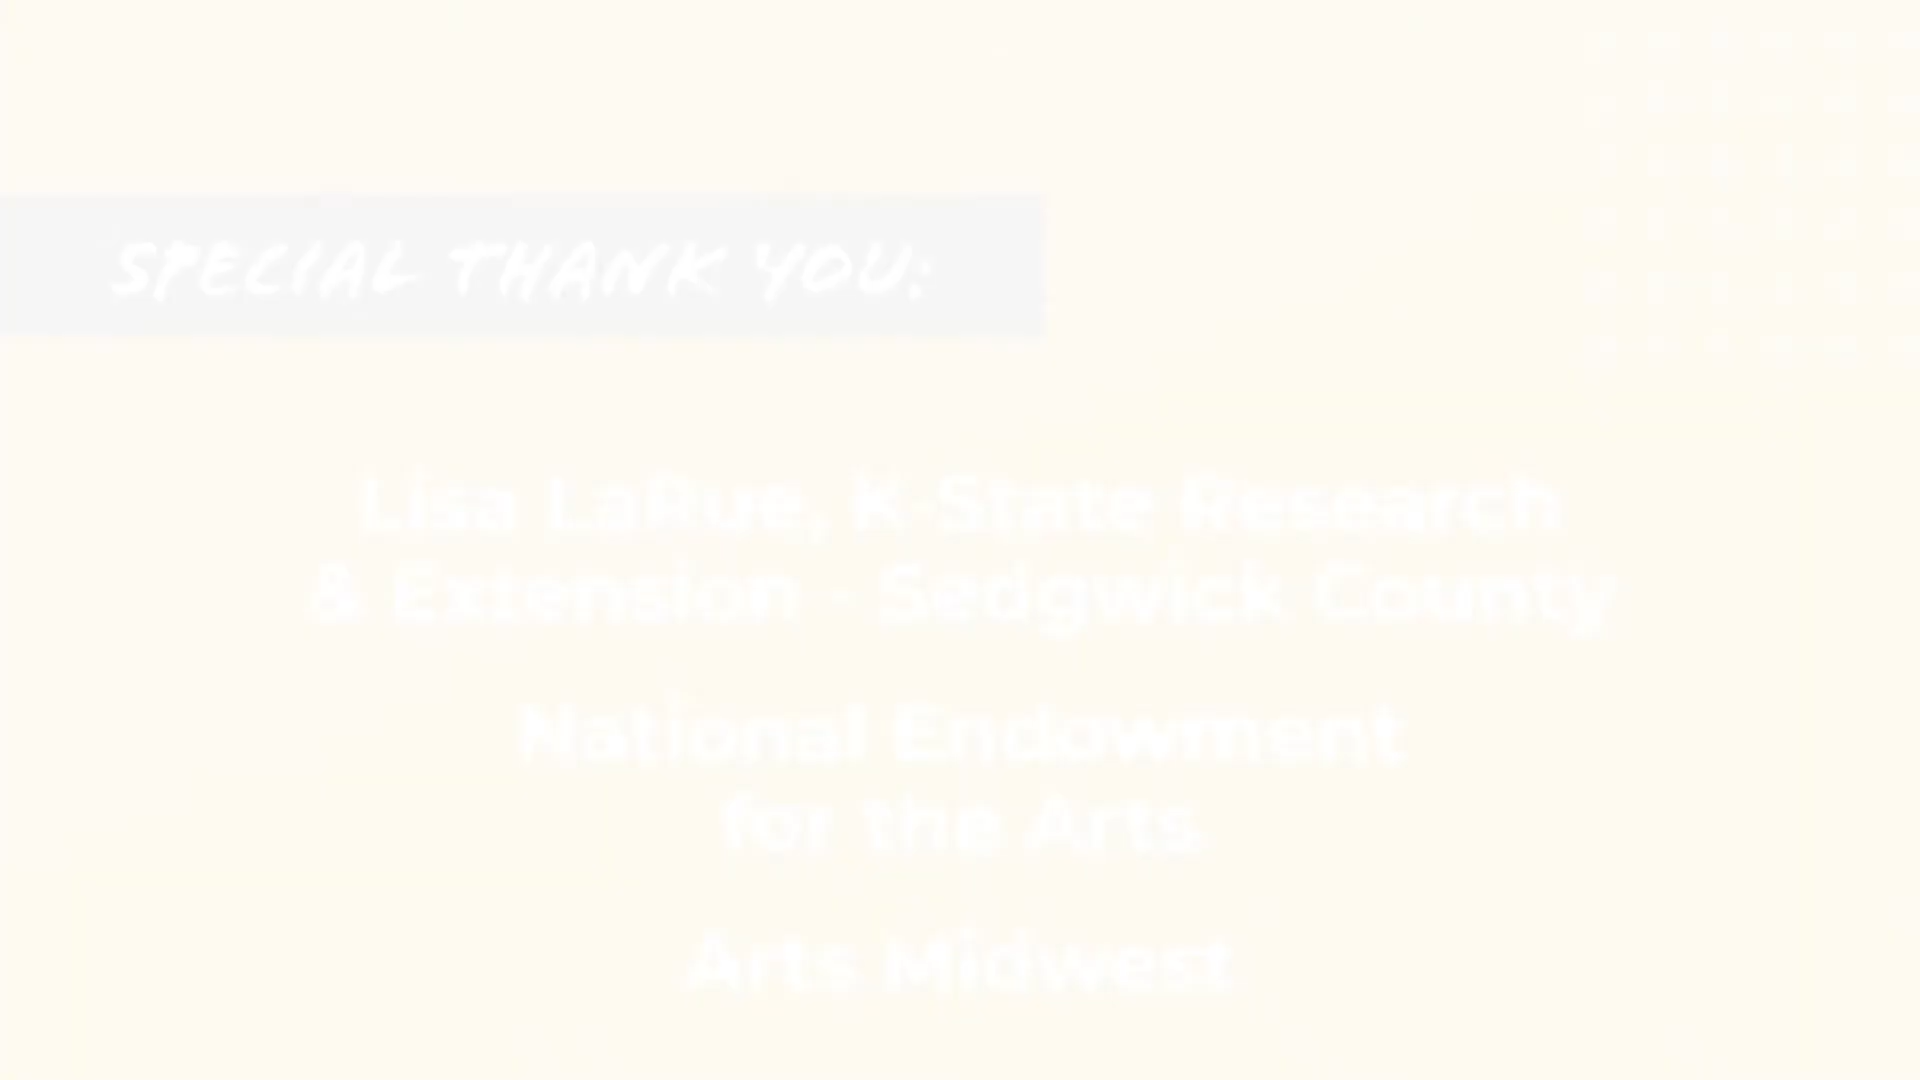 SPECIAL THANK YOU:
Lisa LaRue, K-State Research
& Extension - Sedgwick County
National Endowment
for the Arts
Arts Midwest